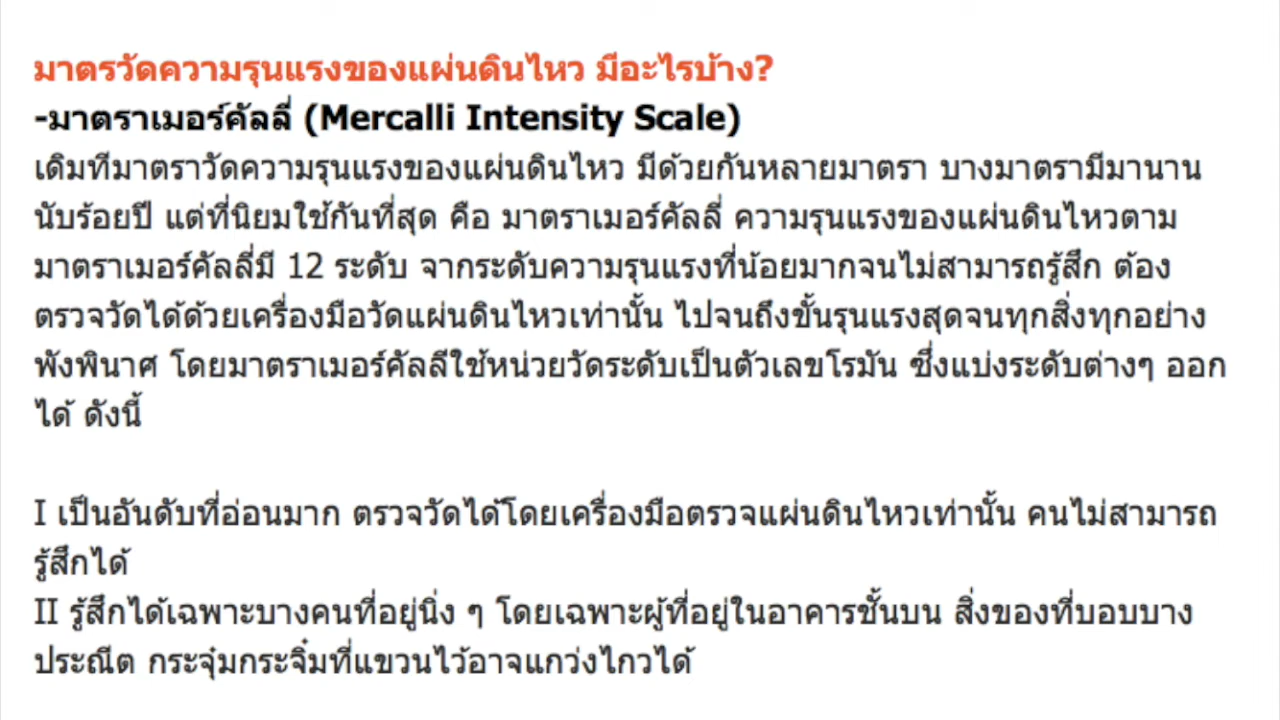 มาตรวัดความรุนแรงของแผ่นดินไหว มีอะไรบ้าง?
-มาตราเมอร์คัลลี่ (Mercalli Intensity Scale)
เดิมทีมาตราวัดความรุนแรงของแผ่นดินไหว มีด้วยกันหลายมาตรา บางมาตรามีมานาน
นับร้อยปี แต่ที่นิยมใช้กันที่สุด คือ มาตราเมอร์คัลลี่ ความรุนแรงของแผ่นดินไหวตาม
มาตราเมอร์คัลลี่มี 12 ระดับ จากระดับความรุนแรงที่น้อยมากจนไม่สามารถรู้สึก ต้อง
ตรวจวัดได้ด้วยเครื่องมือวัดแผ่นดินไหวเท่านั้น ไปจนถึงขั้นรุนแรงสุดจนทุกสิ่งทุกอย่าง
พังพินาศ โดยมาตราเมอร์คัลลีใช้หน่วยวัดระดับเป็นตัวเลขโรมัน ซึ่งแบ่งระดับต่างๆ ออก
ได้ ดังนี้
I เป็นอันดับที่อ่อนมาก ตรวจวัดได้โดยเครื่องมือตรวจแผ่นดินไหวเท่านั้น คนไม่สามารถ
รู้สึกได้
II รู้สึกได้เฉพาะบางคนที่อยู่นิ่ง ๆ โดยเฉพาะผู้ที่อยู่ในอาคารชั้นบน สิ่งของที่บอบบาง
ประณีต กระจุ๋มกระจิ๋มที่แขวนไว้อาจแกว่งไกวได้